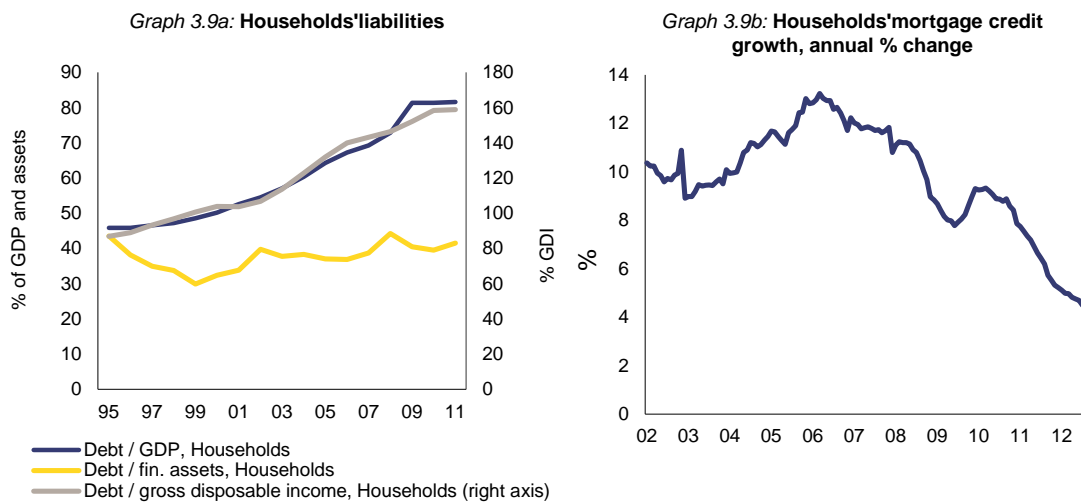 Graph 3.9a: Households'liabilities
90
80
70
60
50
40
30
20
10
0
% of GDP and assets
180
160
140
120
100
80
60
40
20
0
% GDI
95 97 99 01 03 05 07 09 11
Debt / GDP, Households
Debt / fin. assets, Households
Debt / gross disposable income, Households (right axis)
Graph 3.9b: Households'mortgage credit
growth, annual % change
14
12
10
8
6
4
2
0
%
02 03 04 05 06 07 08 09 10 11 12